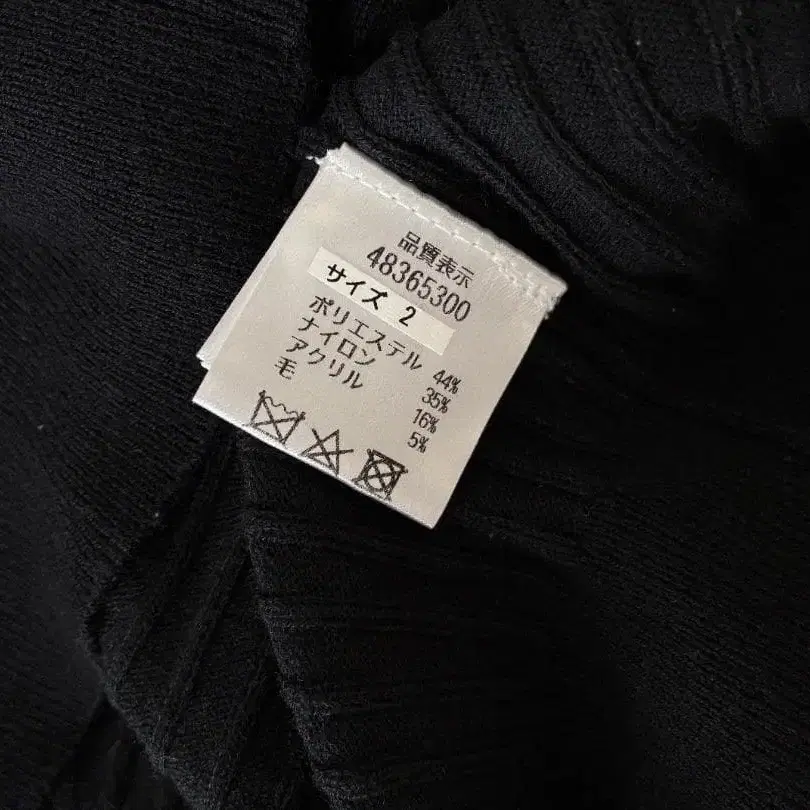 品質表示
48365300
サイズ 2
ポリエステル 44%
ナイロン 35%
アクリル 16%
毛 5%